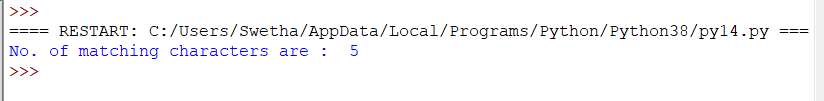 >>>
==== RESTART: C:/Users/Swetha/AppData/Local/Programs/Python/Python38/py14.py ===
No. of matching characters are :  5
>>>